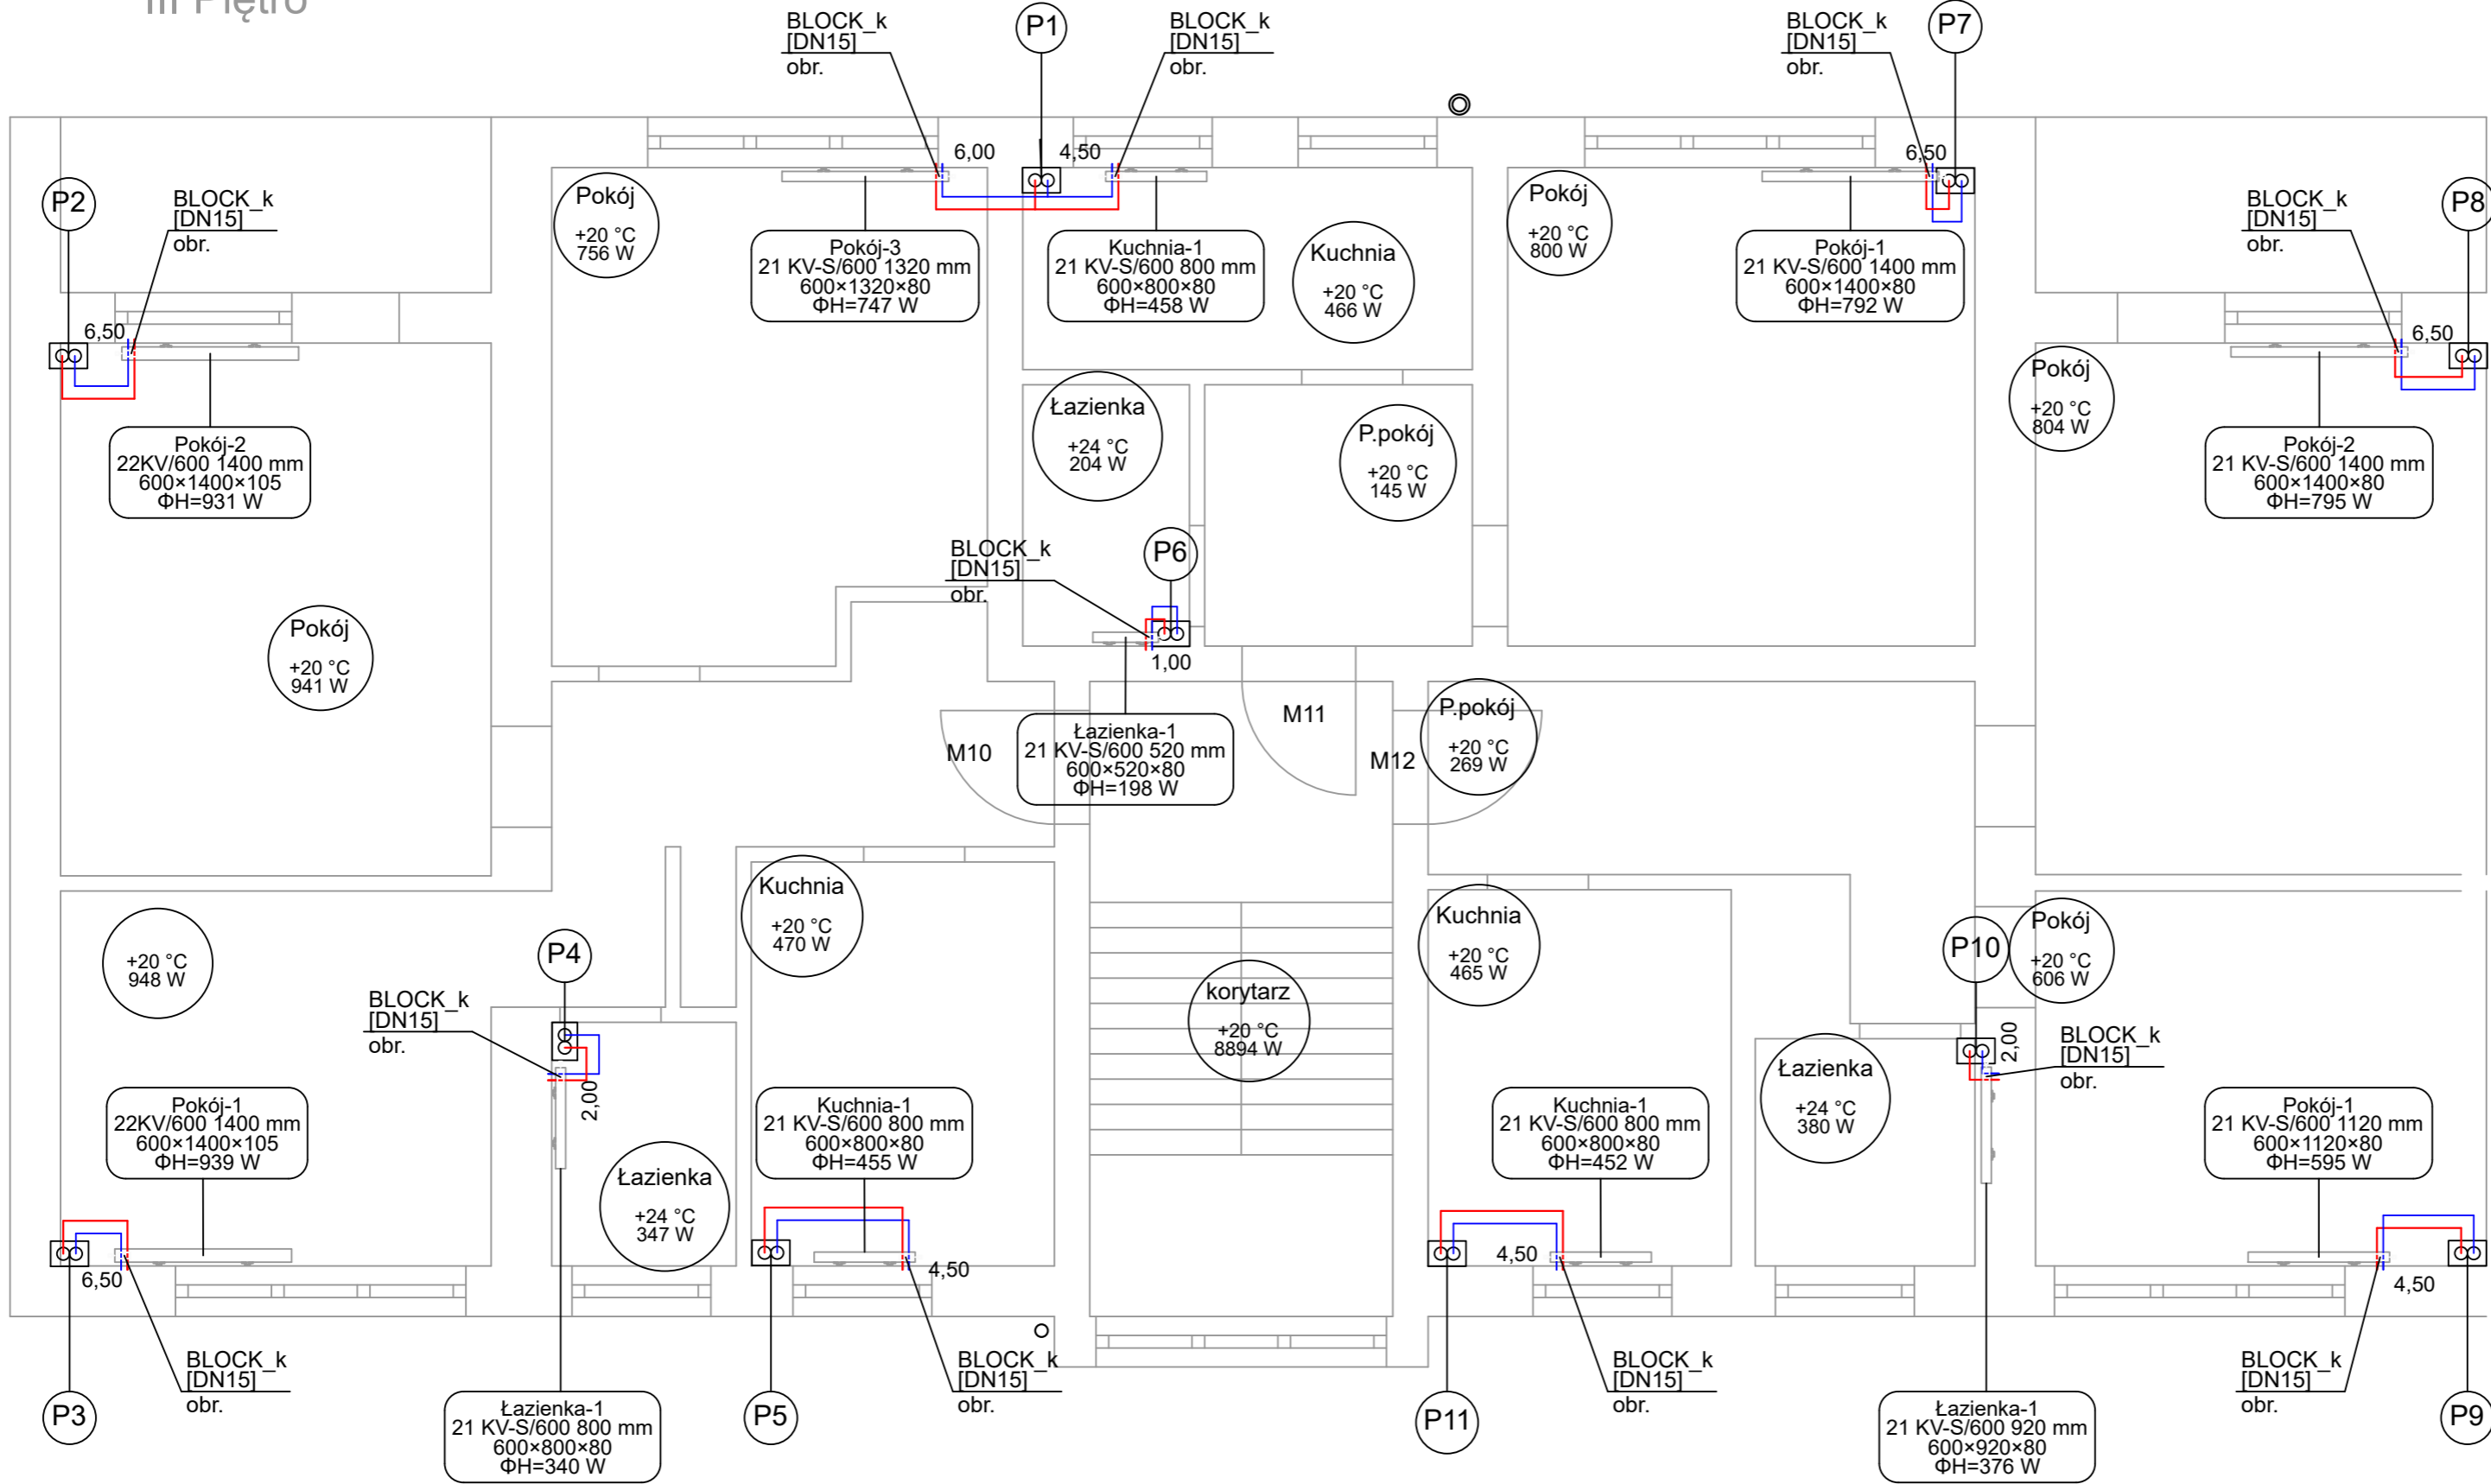 III Piętro
BLOCK_k
[DN15]
obr.
P1
BLOCK_k
[DN15]
obr.
BLOCK_k
[DN15]
obr.
P7
6,00
4,50
6,50
P2
BLOCK_k
[DN15]
obr.
Pokój
+20 °C
756 W
Pokój-3
21 KV-S/600 1320 mm
600×1320×80
ΦH=747 W
Kuchnia-1
21 KV-S/600 800 mm
600×800×80
ΦH=458 W
Kuchnia
+20 °C
466 W
Pokój
+20 °C
800 W
Pokój-1
21 KV-S/600 1400 mm
600×1400×80
ΦH=792 W
BLOCK_k
[DN15]
obr.
P8
6,50
6,50
Pokój-2
22KV/600 1400 mm
600×1400×105
ΦH=931 W
Łazienka
+24 °C
204 W
P.pokój
+20 °C
145 W
Pokój
+20 °C
804 W
Pokój-2
21 KV-S/600 1400 mm
600×1400×80
ΦH=795 W
BLOCK_k
[DN15]
obr.
P6
1,00
Pokój
+20 °C
941 W
M10
Łazienka-1
21 KV-S/600 520 mm
600×520×80
ΦH=198 W
M11
M12
P.pokój
+20 °C
269 W
+20 °C
948 W
BLOCK_k
[DN15]
obr.
P4
2,00
Kuchnia
+20 °C
470 W
korytarz
+20 °C
8894 W
Kuchnia
+20 °C
465 W
P10
Pokój
+20 °C
606 W
2,00
BLOCK_k
[DN15]
obr.
Łazienka
+24 °C
380 W
Pokój-1
22KV/600 1400 mm
600×1400×105
ΦH=939 W
Łazienka
+24 °C
347 W
Kuchnia-1
21 KV-S/600 800 mm
600×800×80
ΦH=455 W
Kuchnia-1
21 KV-S/600 800 mm
600×800×80
ΦH=452 W
Pokój-1
21 KV-S/600 1120 mm
600×1120×80
ΦH=595 W
6,50
4,50
4,50
4,50
P3
BLOCK_k
[DN15]
obr.
Łazienka-1
21 KV-S/600 800 mm
600×800×80
ΦH=340 W
P5
BLOCK_k
[DN15]
obr.
P11
BLOCK_k
[DN15]
obr.
Łazienka-1
21 KV-S/600 920 mm
600×920×80
ΦH=376 W
BLOCK_k
[DN15]
obr.
P9